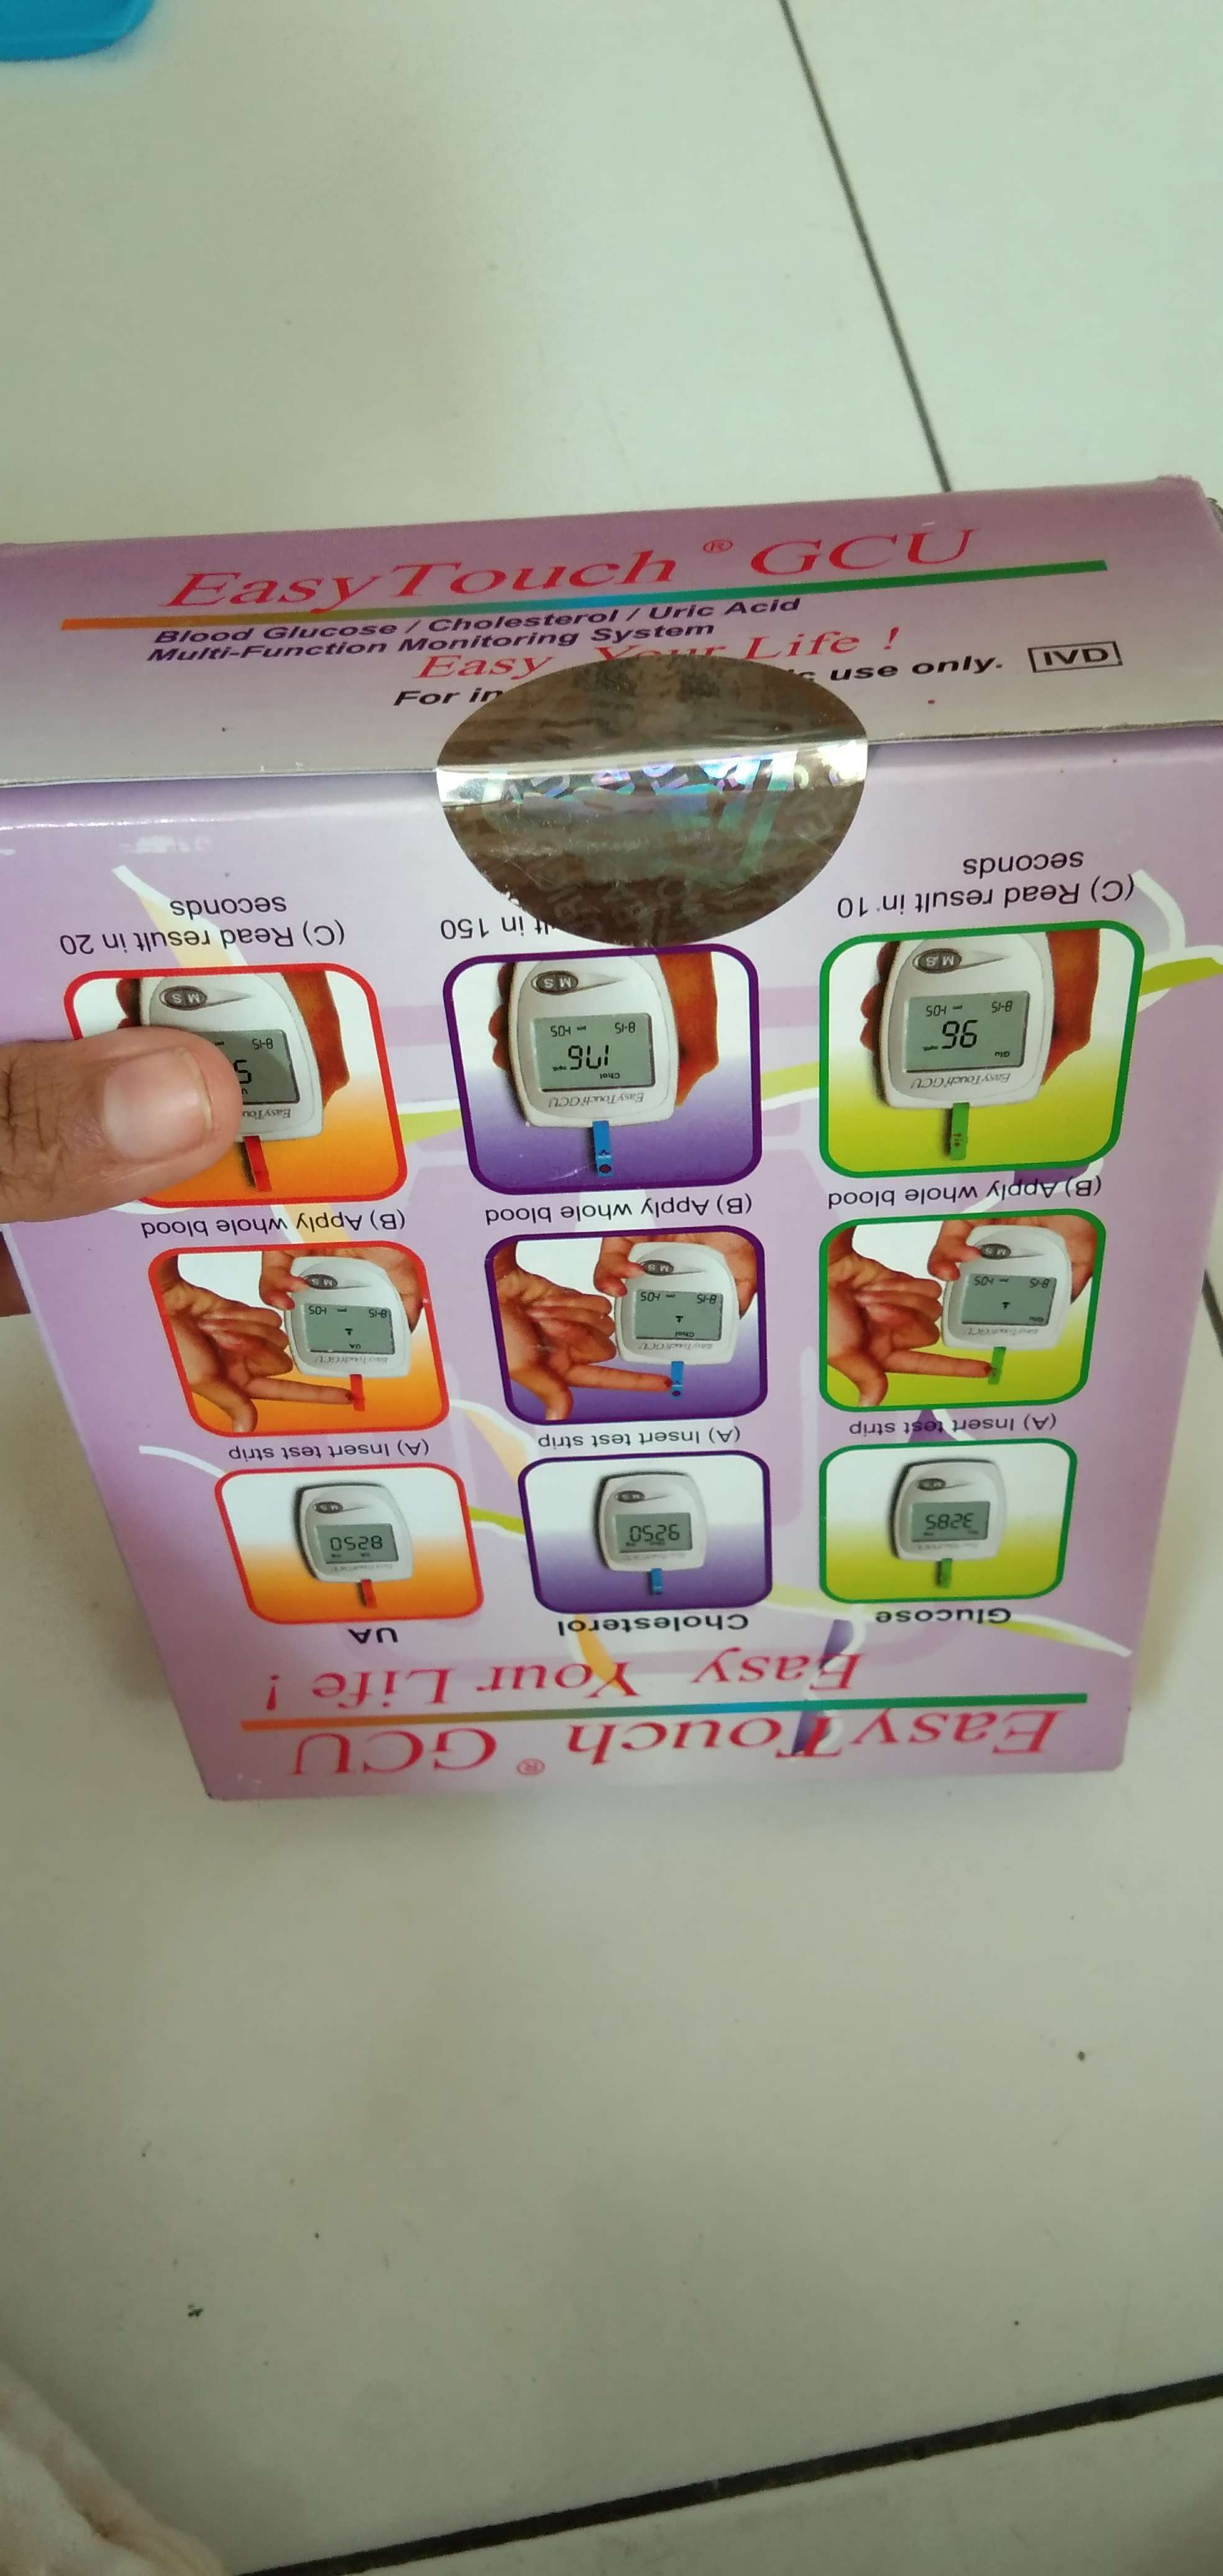 EasyTouch® GCU
Blood Glucose / Cholesterol / Uric Acid
Multi-Function Monitoring System
Easy Your Life !
For in use only. IVD
EasyTouch® GCU
Easy Your Life !
Glucose Cholesterol UA
(A) Insert test strip (A) Insert test strip (A) Insert test strip
(B) Apply whole blood (B) Apply whole blood (B) Apply whole blood
(C) Read result in 10 seconds
in 150
(C) Read result in 20 seconds